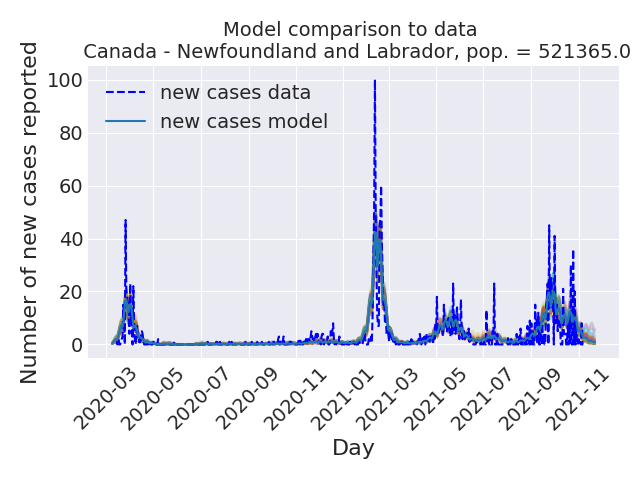 Model comparison to data
Canada - Newfoundland and Labrador, pop. = 521365.0
Number of new cases reported
100
80
60
40
20
0
new cases data
new cases model
2020-03
2020-05
2020-07
2020-09
2020-11
2021-01
2021-03
2021-05
2021-07
2021-09
2021-11
Day